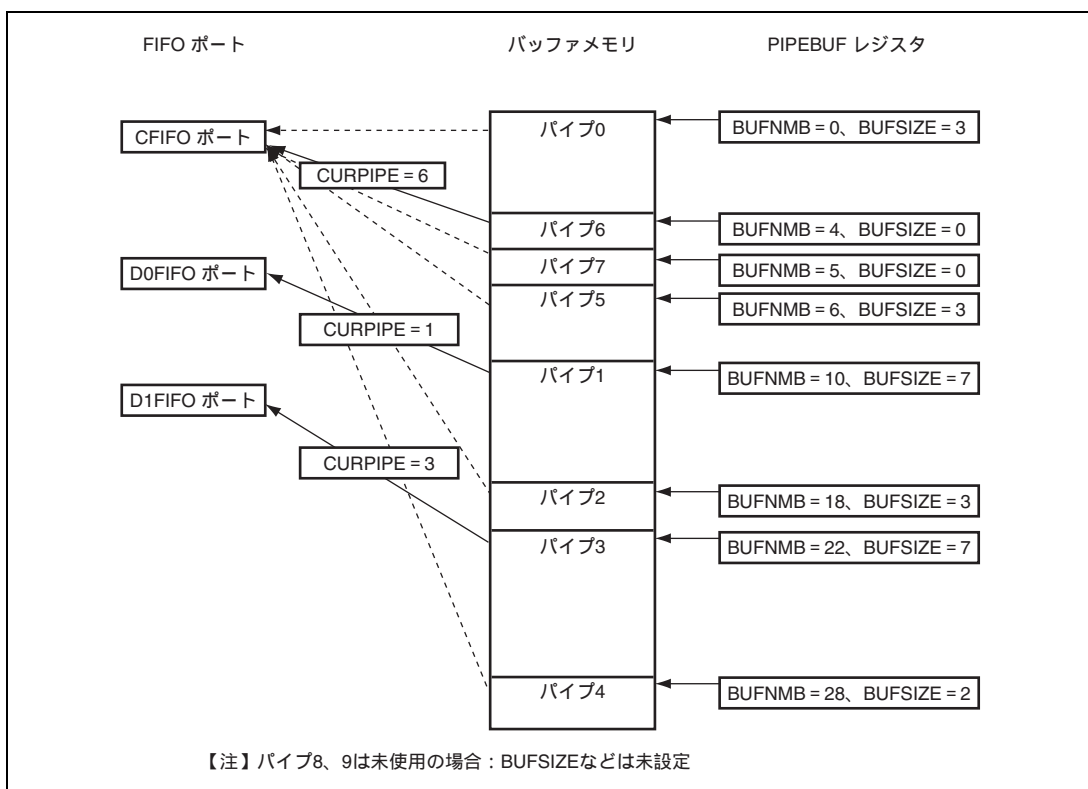 FIFO ポート
バッファメモリ
PIPEBUF レジスタ
CFIFO ポート
パイプ0
BUFNMB = 0、BUFSIZE = 3
CURPIPE = 6
パイプ6
BUFNMB = 4、BUFSIZE = 0
D0FIFO ポート
パイプ7
BUFNMB = 5、BUFSIZE = 0
パイプ5
BUFNMB = 6、BUFSIZE = 3
CURPIPE = 1
パイプ1
BUFNMB = 10、BUFSIZE = 7
D1FIFO ポート
CURPIPE = 3
パイプ2
BUFNMB = 18、BUFSIZE = 3
パイプ3
BUFNMB = 22、BUFSIZE = 7
パイプ4
BUFNMB = 28、BUFSIZE = 2
【注】パイプ8、9は未使用の場合：BUFSIZEなどは未設定